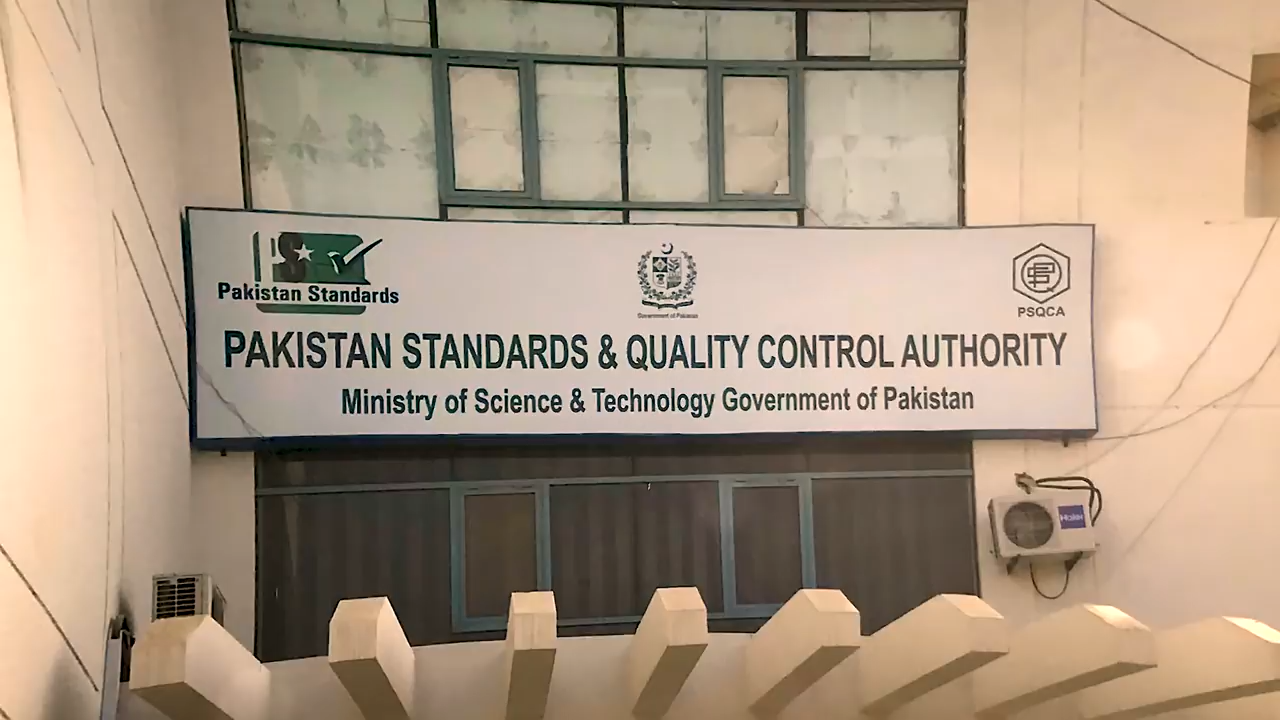 PS
Pakistan Standards
Government of Pakistan
PSQCA
PAKISTAN STANDARDS & QUALITY CONTROL AUTHORITY
Ministry of Science & Technology Government of Pakistan
Haier